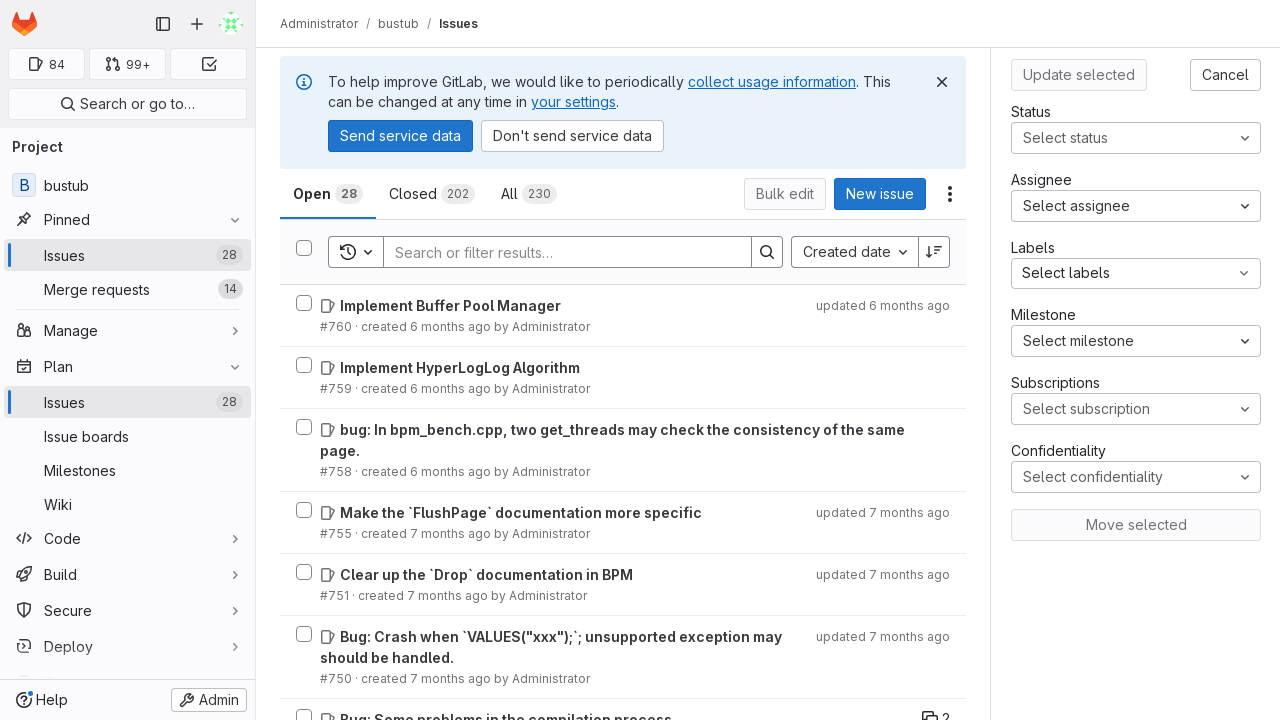 84
99+
Search or go to…
Project
B bustub
Pinned
Issues 28
Merge requests 14
Manage
Plan
Issues 28
Issue boards
Milestones
Wiki
Code
Build
Secure
Deploy
Help
Admin
Administrator / bustub / Issues
To help improve GitLab, we would like to periodically collect usage information. This
can be changed at any time in your settings.
Send service data
Don't send service data
Open 28
Closed 202
All 230
Bulk edit
New issue
Search or filter results…
Created date
Implement Buffer Pool Manager
updated 6 months ago
#760 · created 6 months ago by Administrator
Implement HyperLogLog Algorithm
#759 · created 6 months ago by Administrator
bug: In bpm_bench.cpp, two get_threads may check the consistency of the same
page.
#758 · created 6 months ago by Administrator
Make the `FlushPage` documentation more specific
updated 7 months ago
#755 · created 7 months ago by Administrator
Clear up the `Drop` documentation in BPM
updated 7 months ago
#751 · created 7 months ago by Administrator
Bug: Crash when `VALUES("xxx");`; unsupported exception may
should be handled.
updated 7 months ago
#750 · created 7 months ago by Administrator
Bug: Some problems in the compilation process
2
Update selected
Cancel
Status
Select status
Assignee
Select assignee
Labels
Select labels
Milestone
Select milestone
Subscriptions
Select subscription
Confidentiality
Select confidentiality
Move selected